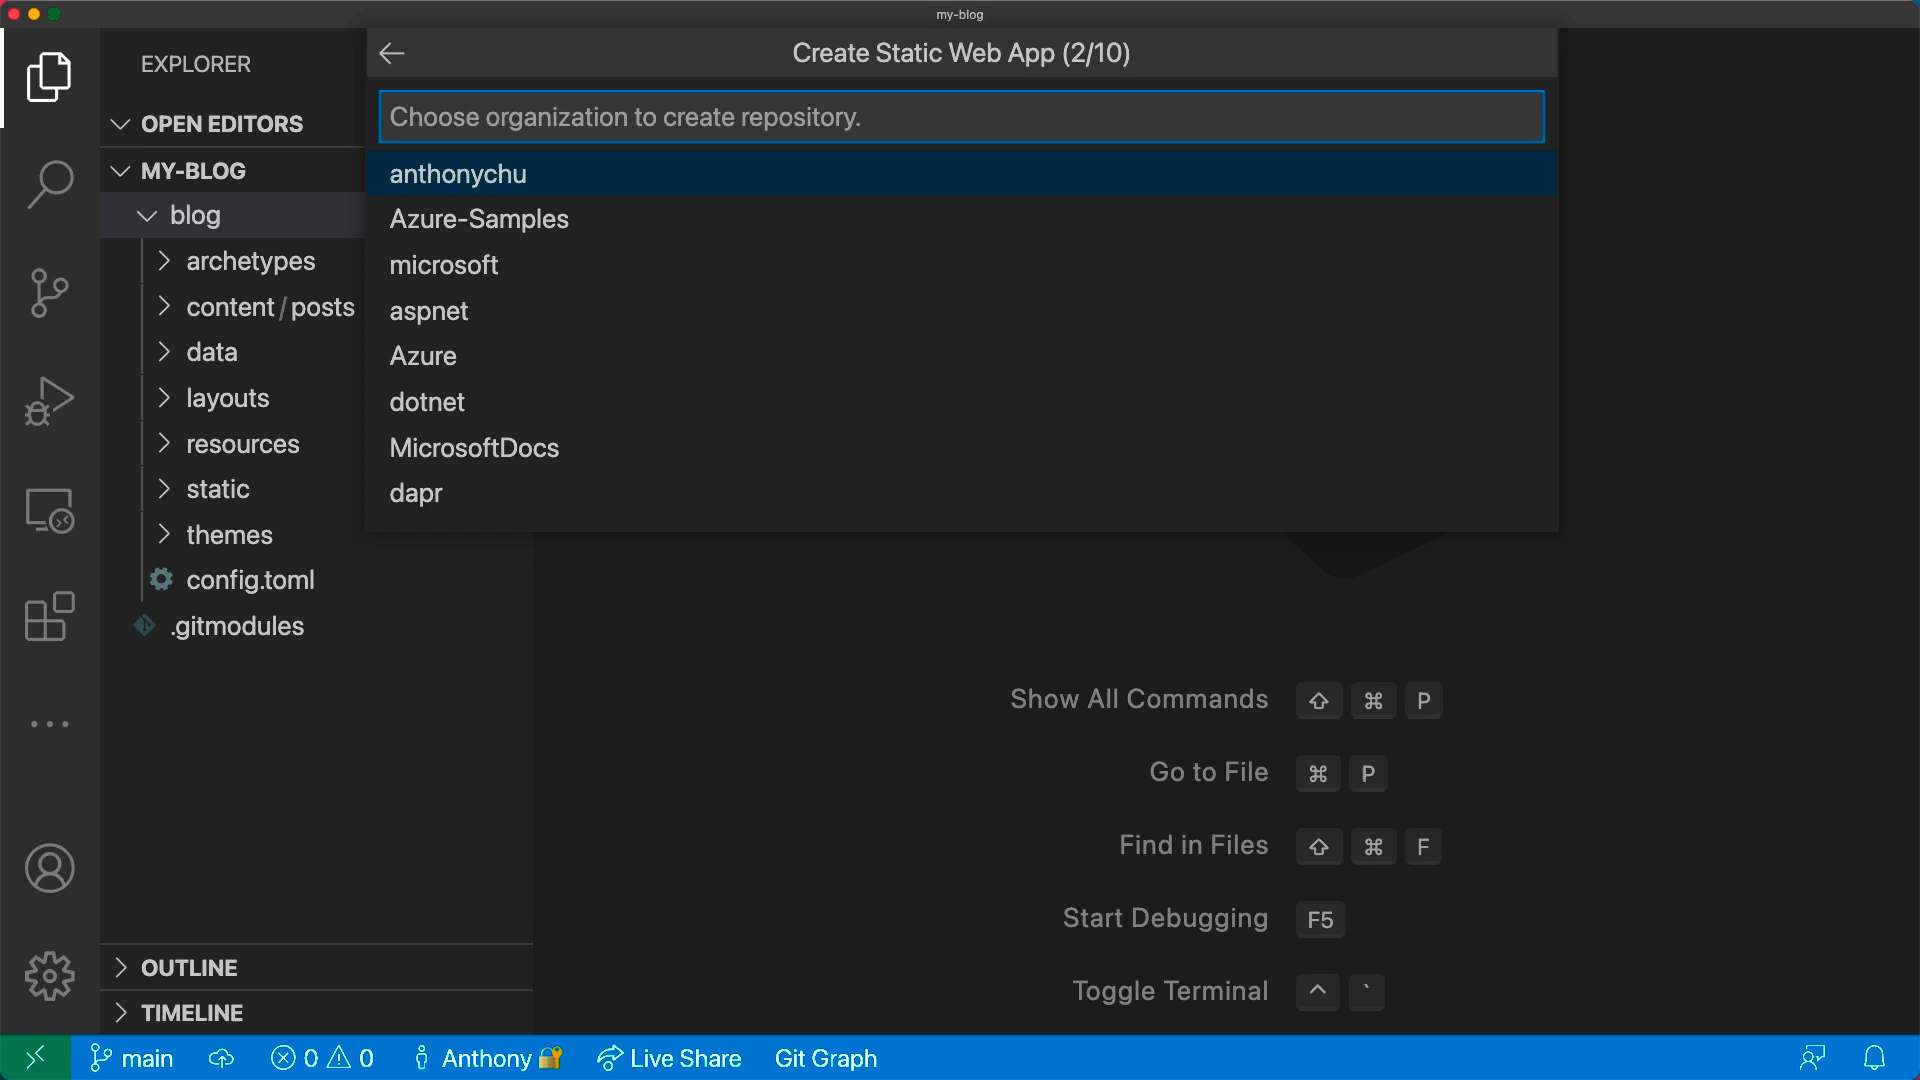 my-blog
EXPLORER
OPEN EDITORS
MY-BLOG
blog
archetypes
content/posts
data
layouts
resources
static
themes
config.toml
.gitmodules
OUTLINE
TIMELINE
Create Static Web App (2/10)
Choose organization to create repository.
anthonychu
Azure-Samples
microsoft
aspnet
Azure
dotnet
MicrosoftDocs
dapr
Show All Commands ⇧ ⌘ P
Go to File ⌘ P
Find in Files ⇧ ⌘ F
Start Debugging F5
Toggle Terminal ^ `
main 0 0 Anthony 🔐 Live Share Git Graph